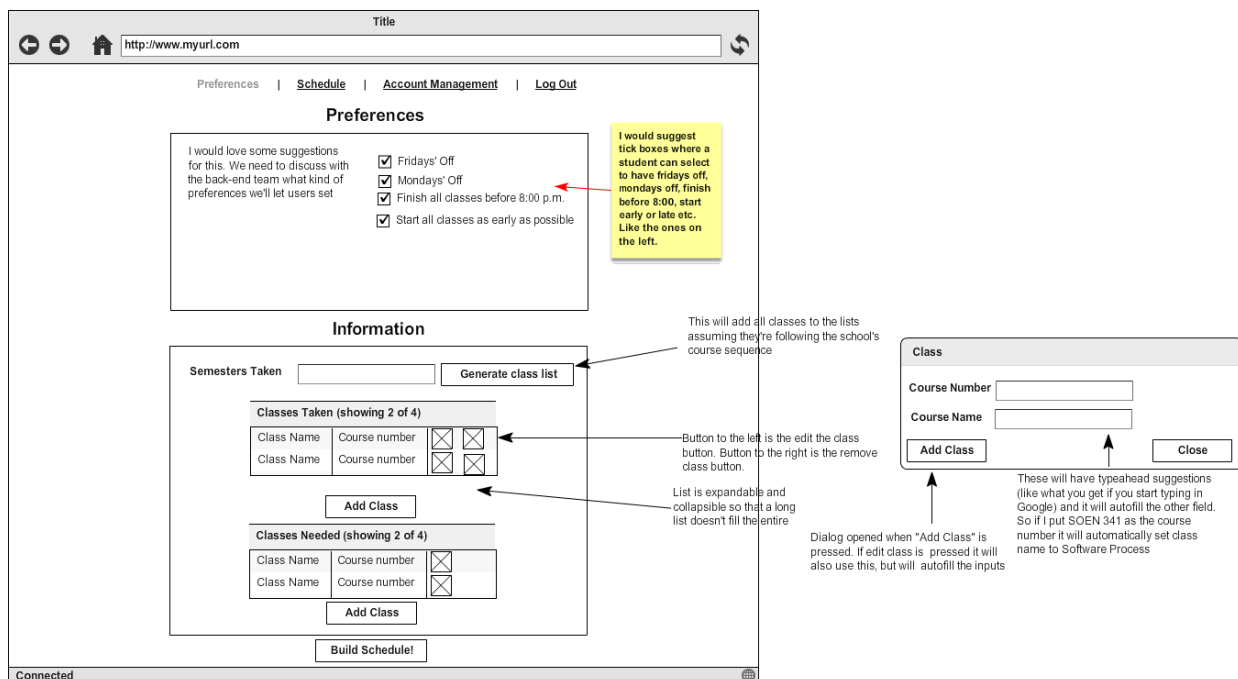 Title
http://www.myurl.com
Preferences | Schedule | Account Management | Log Out
Preferences
I would love some suggestions
for this. We need to discuss with
the back-end team what kind of
preferences we'll let users set
Fridays' Off
Mondays' Off
Finish all classes before 8:00 p.m.
Start all classes as early as possible
I would suggest
tick boxes where a
student can select
to have fridays off,
mondays off, finish
before 8:00, start
early or late etc.
Like the ones on
the left.
Information
This will add all classes to the lists
assuming they're following the school's
course sequence
Semesters Taken
Generate class list
Classes Taken (showing 2 of 4)
Class Name Course number
Class Name Course number
Button to the left is the edit the class
button. Button to the right is the remove
class button.
List is expandable and
collapsible so that a long
list doesn't fill the entire
Add Class
Classes Needed (showing 2 of 4)
Class Name Course number
Class Name Course number
Add Class
Build Schedule!
Connected
Class
Course Number
Course Name
Add Class
Close
Dialog opened when "Add Class" is
pressed. If edit class is pressed it will
also use this, but will autofill the inputs
These will have typeahead suggestions
(like what you get if you start typing in
Google) and it will autofill the other field.
So if I put SOEN 341 as the course
number it will automatically set class
name to Software Process